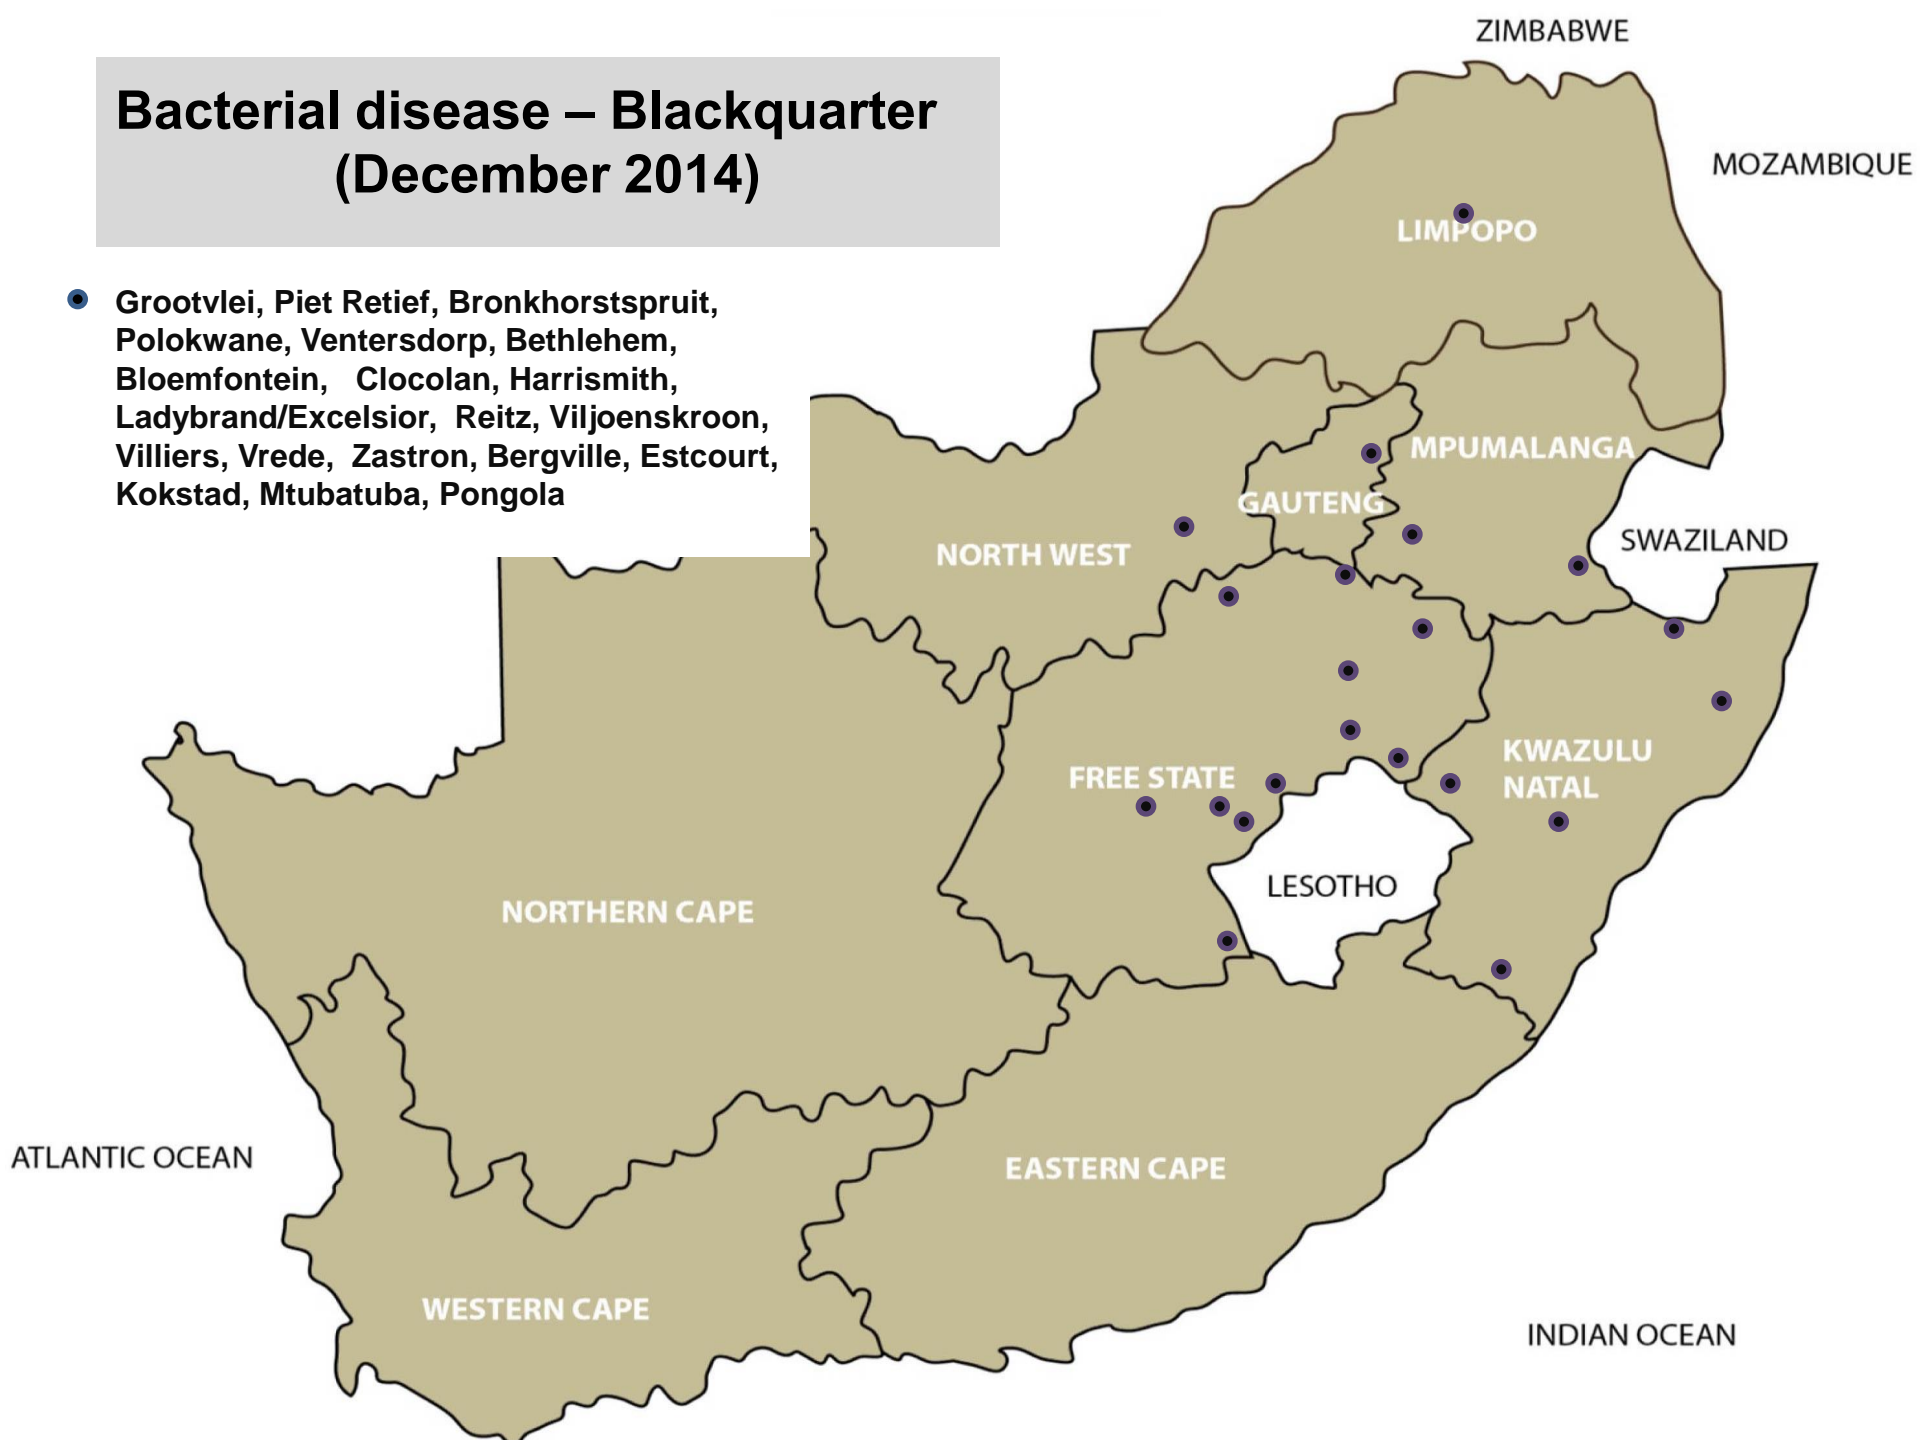 Bacterial disease – Blackquarter
(December 2014)
Grootvlei, Piet Retief, Bronkhorstspruit,
Polokwane, Ventersdorp, Bethlehem,
Bloemfontein, Clocolan, Harrismith,
Ladybrand/Excelsior, Reitz, Viljoenskroon,
Villiers, Vrede, Zastron, Bergville, Estcourt,
Kokstad, Mtubatuba, Pongola
ZIMBABWE
MOZAMBIQUE
LIMPOPO
MPUMALANGA
GAUTENG
SWAZILAND
NORTH WEST
KWAZULU
NATAL
FREE STATE
LESOTHO
NORTHERN CAPE
ATLANTIC OCEAN
EASTERN CAPE
WESTERN CAPE
INDIAN OCEAN